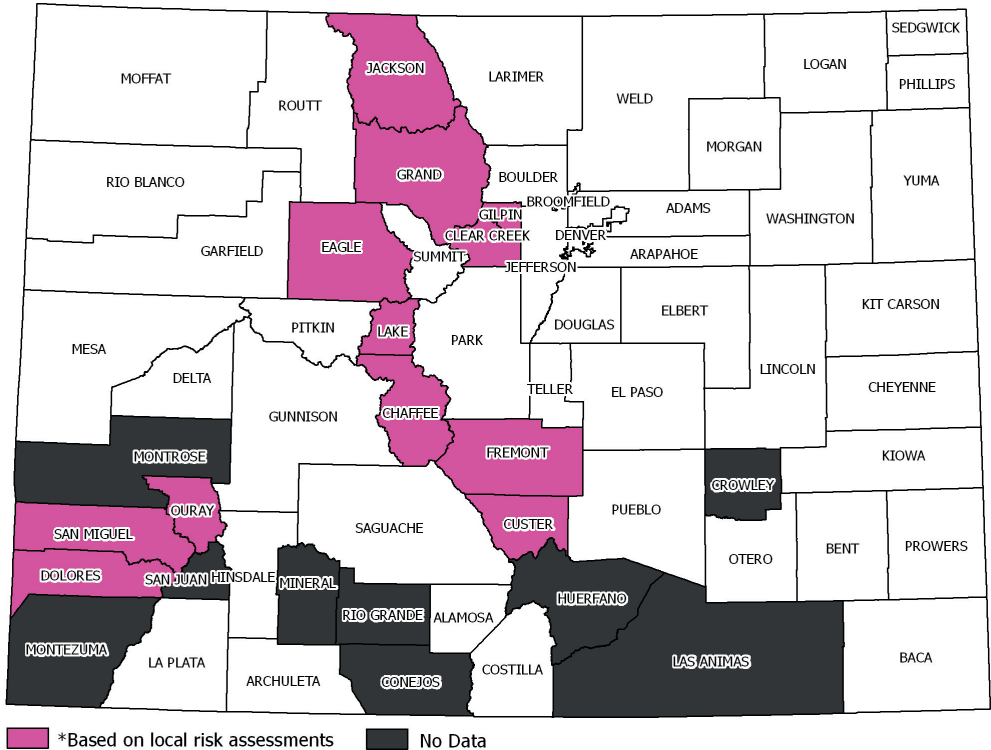 SEDGWICK
LOGAN
JACKSON
LARIMER
MOFFAT
PHILLIPS
WELD
ROUTT
MORGAN
GRAND
BOULDER
YUMA
RIO BLANCO
BROOMFIELD
ADAMS
GILPIN
WASHINGTON
CLEAR CREEK
DENVER
EAGLE
GARFIELD
SUMMIT
ARAPAHOE
JEFFERSON
KIT CARSON
ELBERT
PITKIN
LAKE
DOUGLAS
PARK
MESA
LINCOLN
DELTA
TELLER
EL PASO
CHEYENNE
GUNNISON
CHAFFEE
MONTROSE
FREMONT
KIOWA
CROWLEY
OURAY
PUEBLO
SAN MIGUEL
SAGUACHE
CUSTER
PROWERS
BENT
OTERO
DOLORES
SAN JUAN
HINSDALE
MINERAL
HUERFANO
RIO GRANDE
ALAMOSA
MONTEZUMA
LA PLATA
COSTILLA
LAS ANIMAS
BACA
ARCHULETA
CONEJOS
*Based on local risk assessments
No Data